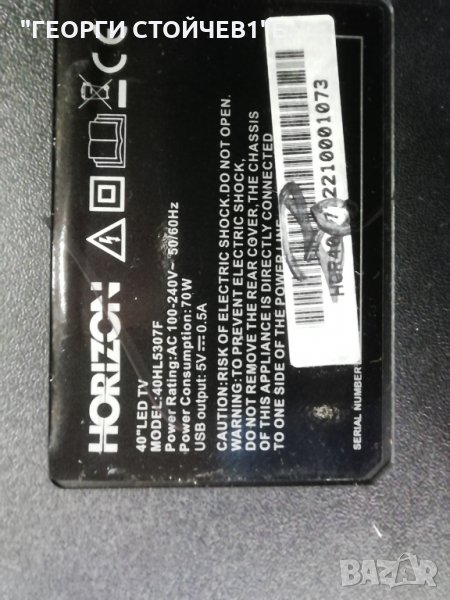 "ГЕОРГИ СТОЙЧЕВ1"Е
HORIZON
40"LED TV
MODEL: 40HL5307F
Power Rating:AC 100-240V~ 50/60Hz
Power Consumption:70W
USB output: 5V 0.5A
CAUTION:RISK OF ELECTRIC SHOCK.DO NOT OPEN.
WARNING:TO PREVENT ELECTRIC SHOCK,
DO NOT REMOVE THE REAR COVER,THE CHASSIS
OF THIS APPLIANCE IS DIRECTLY CONNECTED
TO ONE SIDE OF THE POWERLINE
2210001073
SERIAL NUMBER
BAZAR